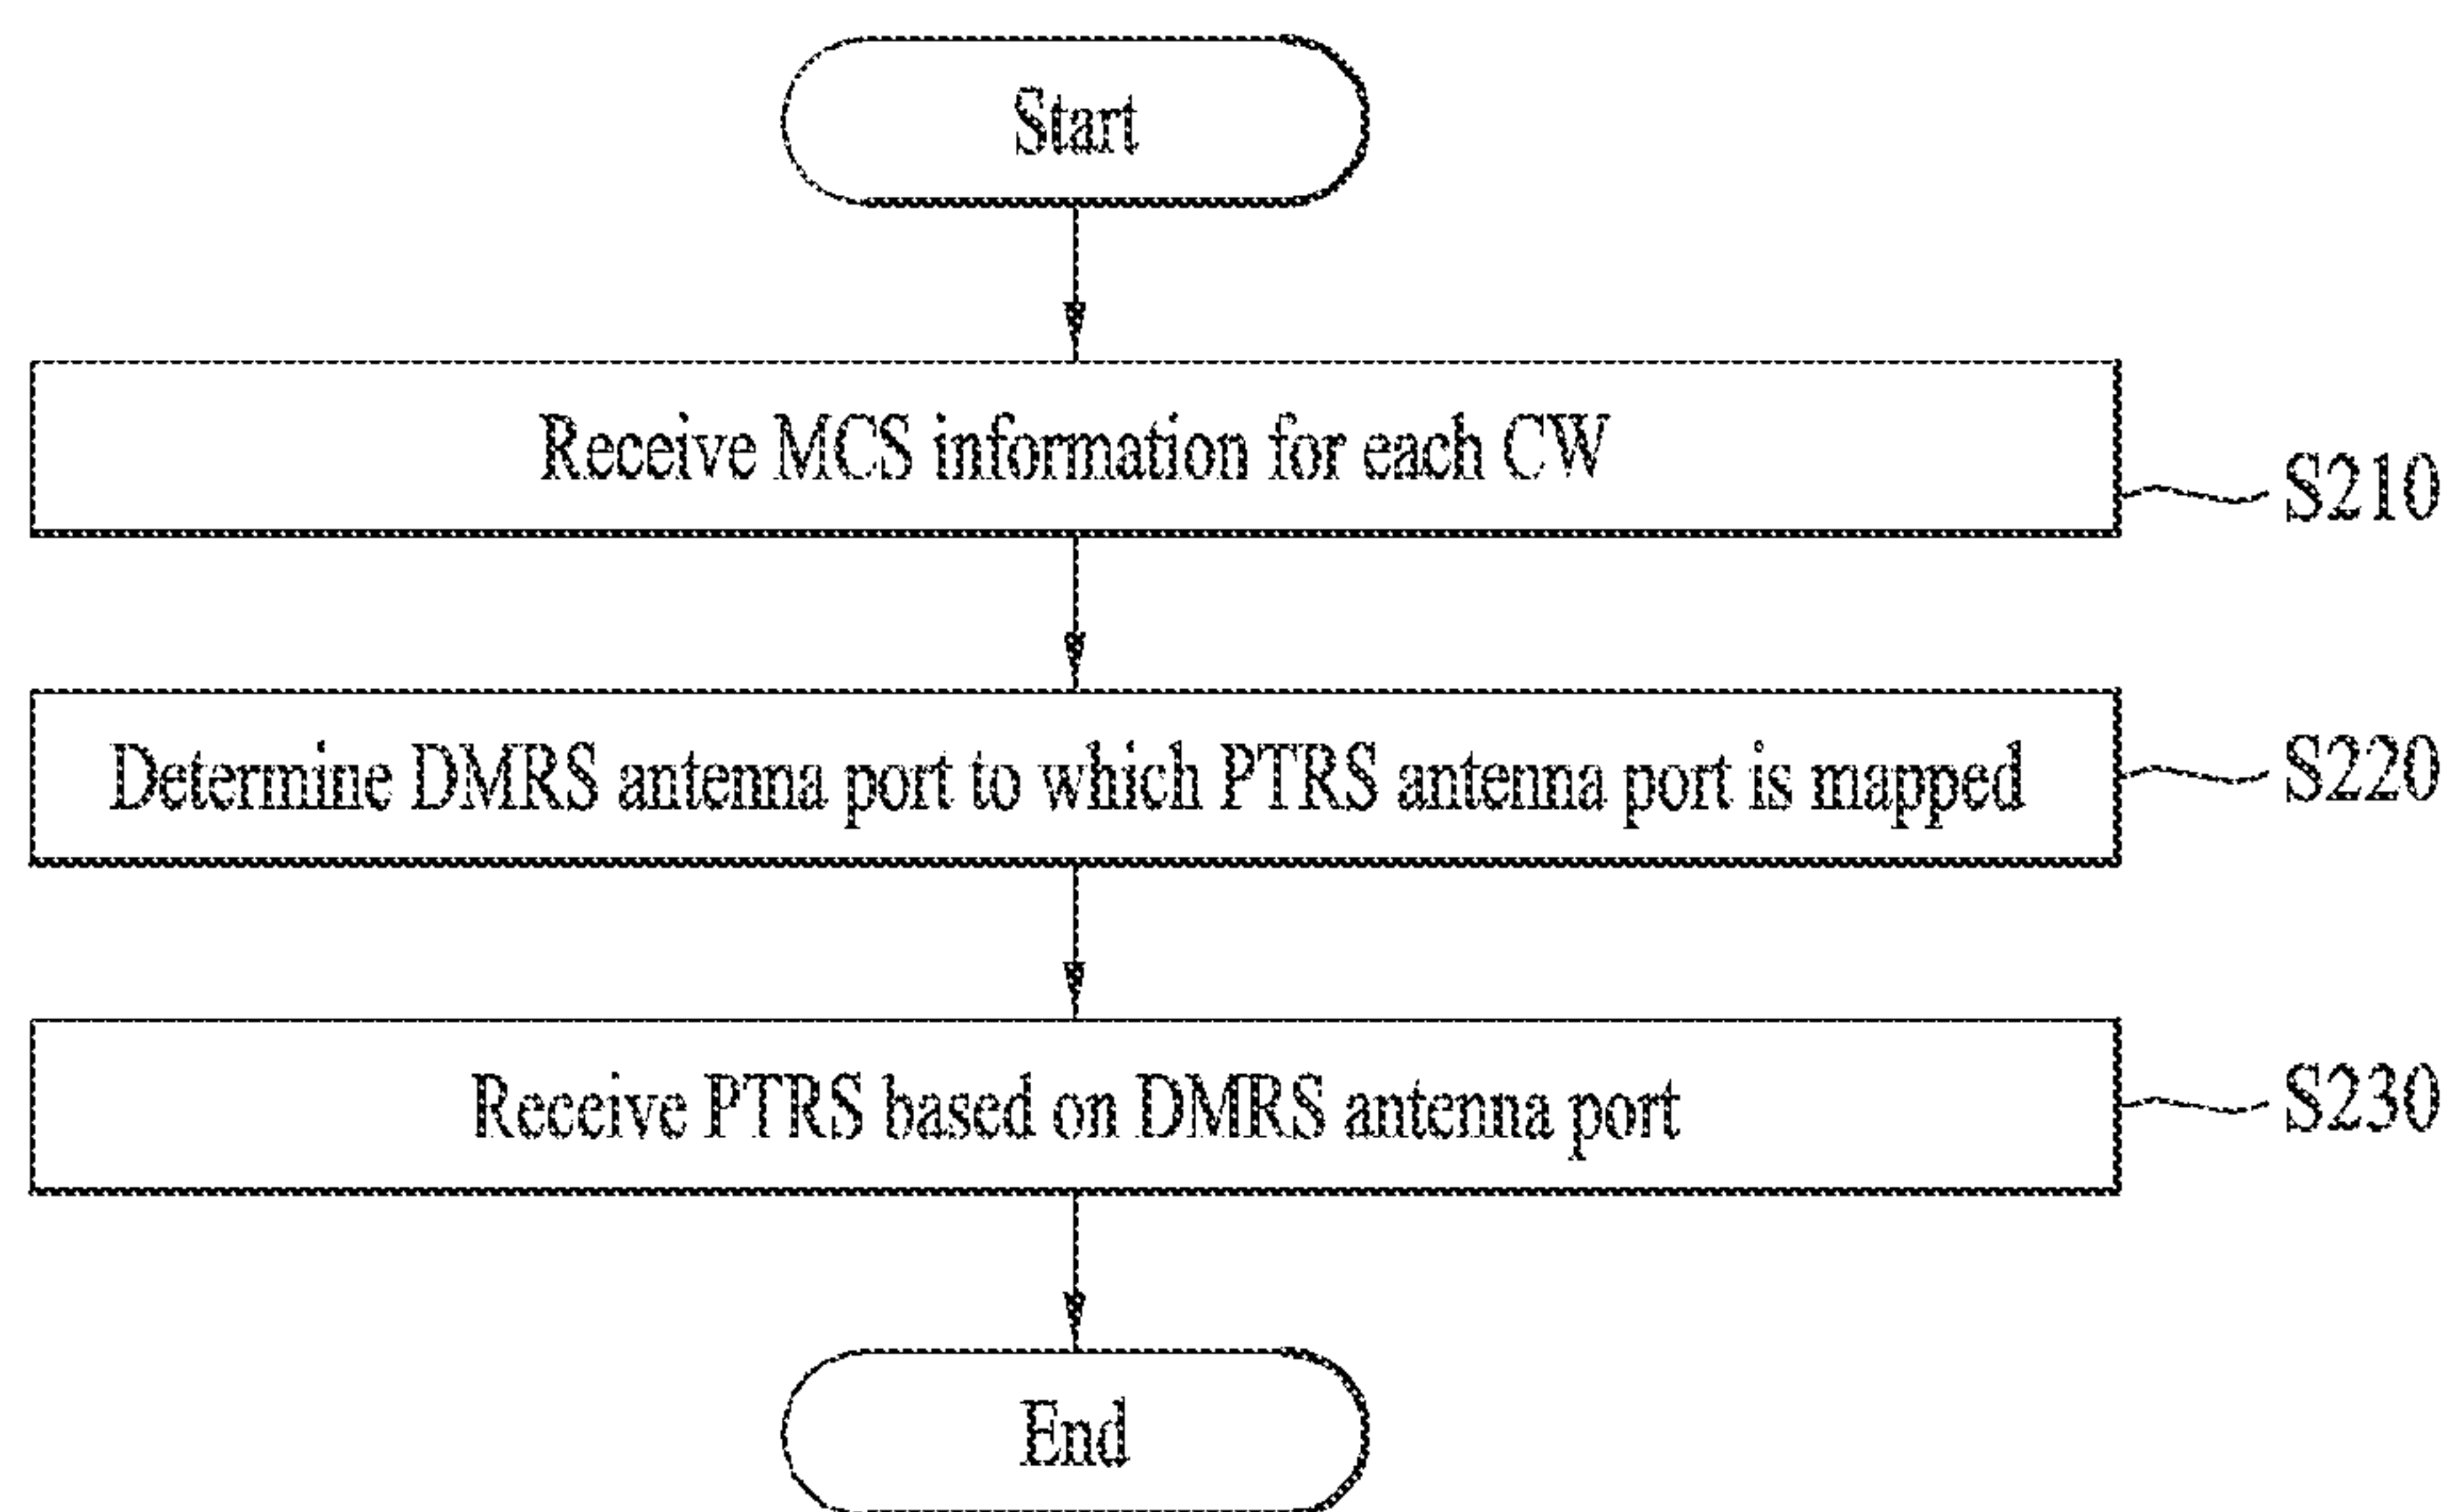 Start
Receive MCS information for each CW
S210
Determine DMRS antenna port to which PTRS antenna port is mapped
S220
Receive PTRS based on DMRS antenna port
S230
End